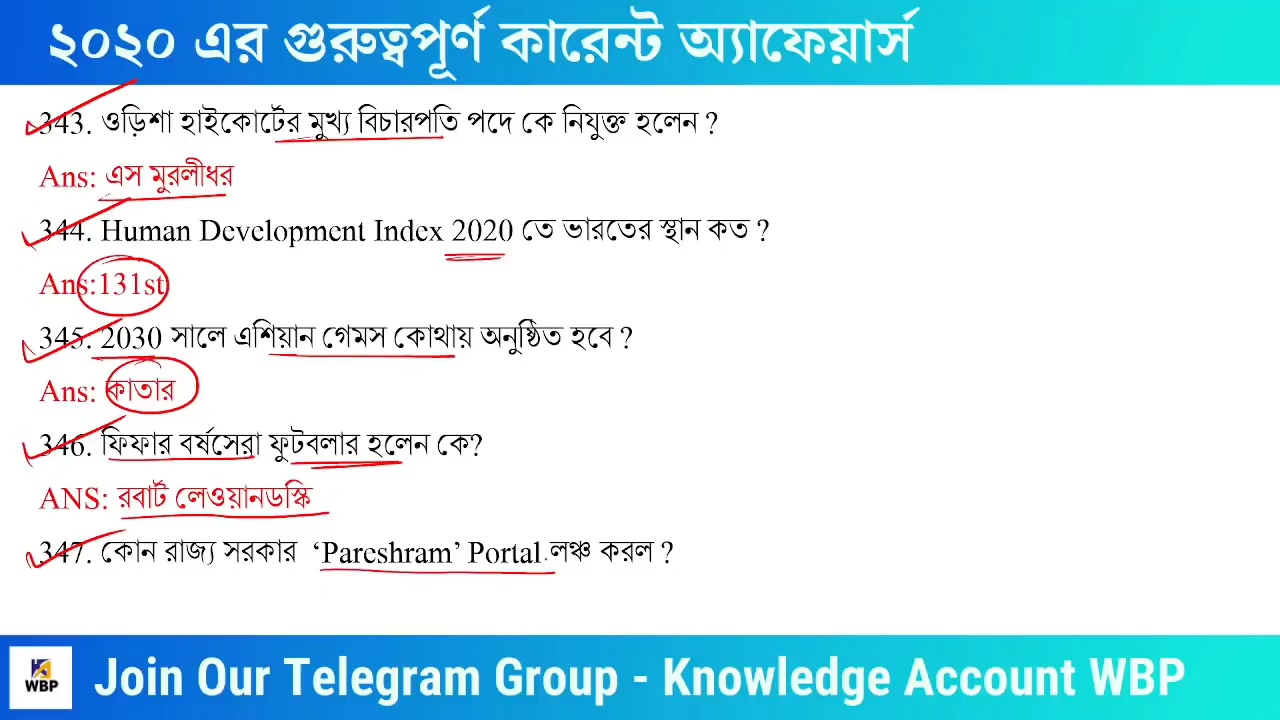 ২০২০ এর গুরুত্বপূর্ণ কারেন্ট অ্যাফেয়ার্স
343. ওড়িশা হাইকোর্টের মুখ্য বিচারপতি পদে কে নিযুক্ত হলেন ?
Ans: এস মুরলীধর
344. Human Development Index 2020 তে ভারতের স্থান কত ?
Ans:131st
345. 2030 সালে এশিয়ান গেমস কোথায় অনুষ্ঠিত হবে ?
Ans: কাতার
346. ফিফার বর্ষসেরা ফুটবলার হলেন কে?
ANS: রবার্ট লেওয়ানডস্কি
347. কোন রাজ্য সরকার ‘Pareshram’ Portal লঞ্চ করল ?
WBP
Join Our Telegram Group - Knowledge Account WBP